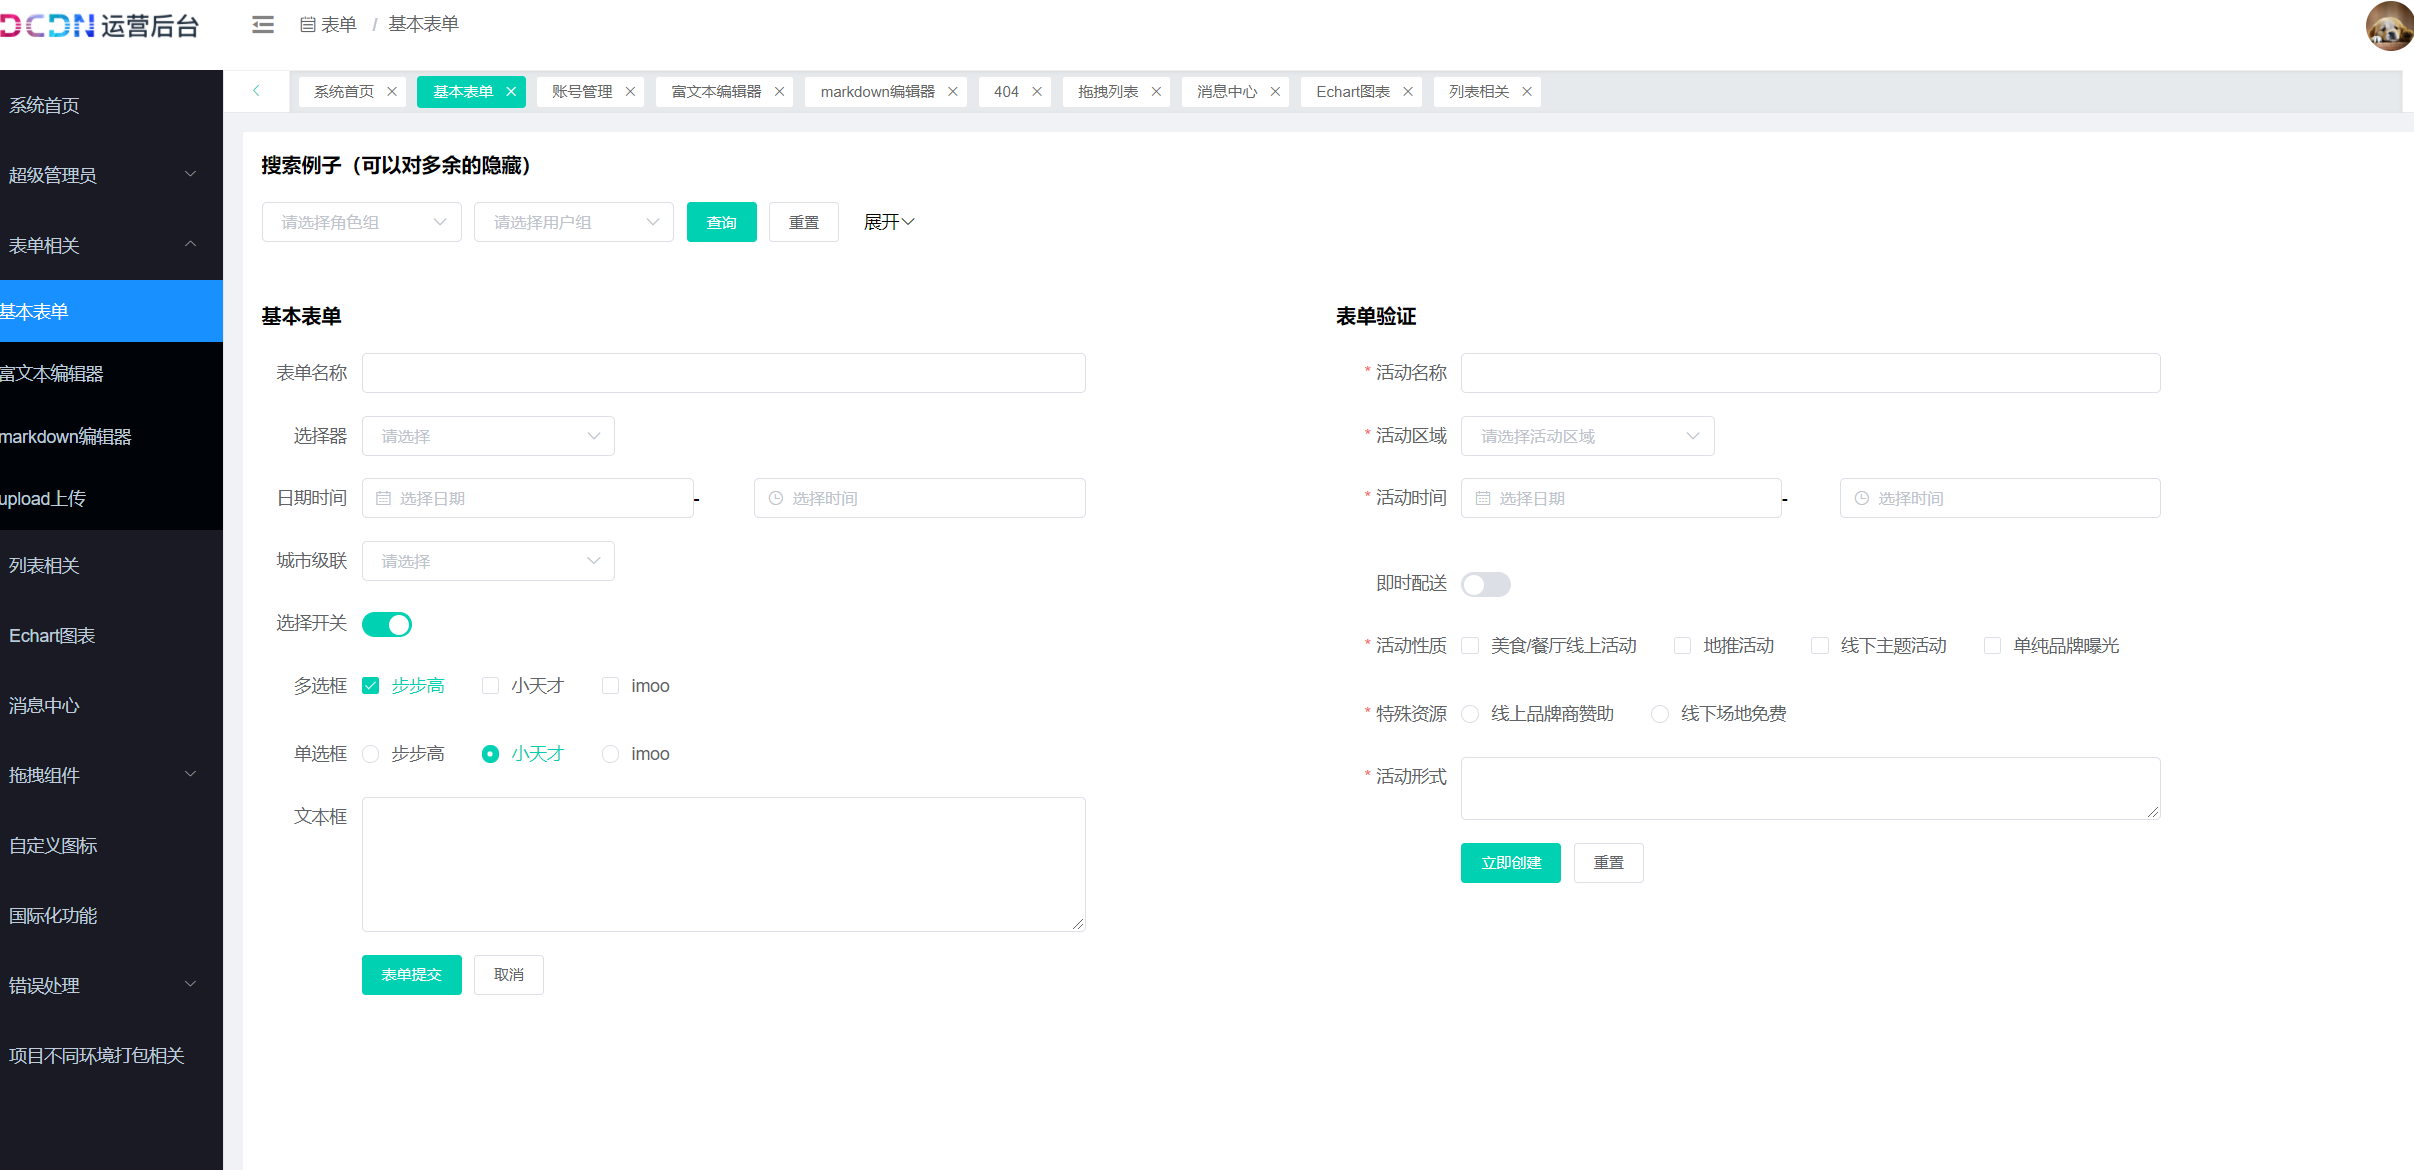 DCDN 运营后台
表单 / 基本表单
系统首页
超级管理员
表单相关
基本表单
富文本编辑器
markdown编辑器
upload上传
列表相关
Echart图表
消息中心
拖拽组件
自定义图标
国际化功能
错误处理
项目不同环境打包相关
系统首页 基本表单 账号管理 富文本编辑器 markdown编辑器 404 拖拽列表 消息中心 Echart图表 列表相关
搜索例子（可以对多余的隐藏）
请选择角色组 请选择用户组 查询 重置 展开
基本表单
表单名称
选择器 请选择
日期时间 选择日期 - 选择时间
城市级联 请选择
选择开关
多选框 步步高 小天才 imoo
单选框 步步高 小天才 imoo
文本框
表单提交 取消
表单验证
* 活动名称
* 活动区域 请选择活动区域
* 活动时间 选择日期 - 选择时间
即时配送
* 活动性质 美食/餐厅线上活动 地推活动 线下主题活动 单纯品牌曝光
* 特殊资源 线上品牌商赞助 线下场地免费
* 活动形式
立即创建 重置